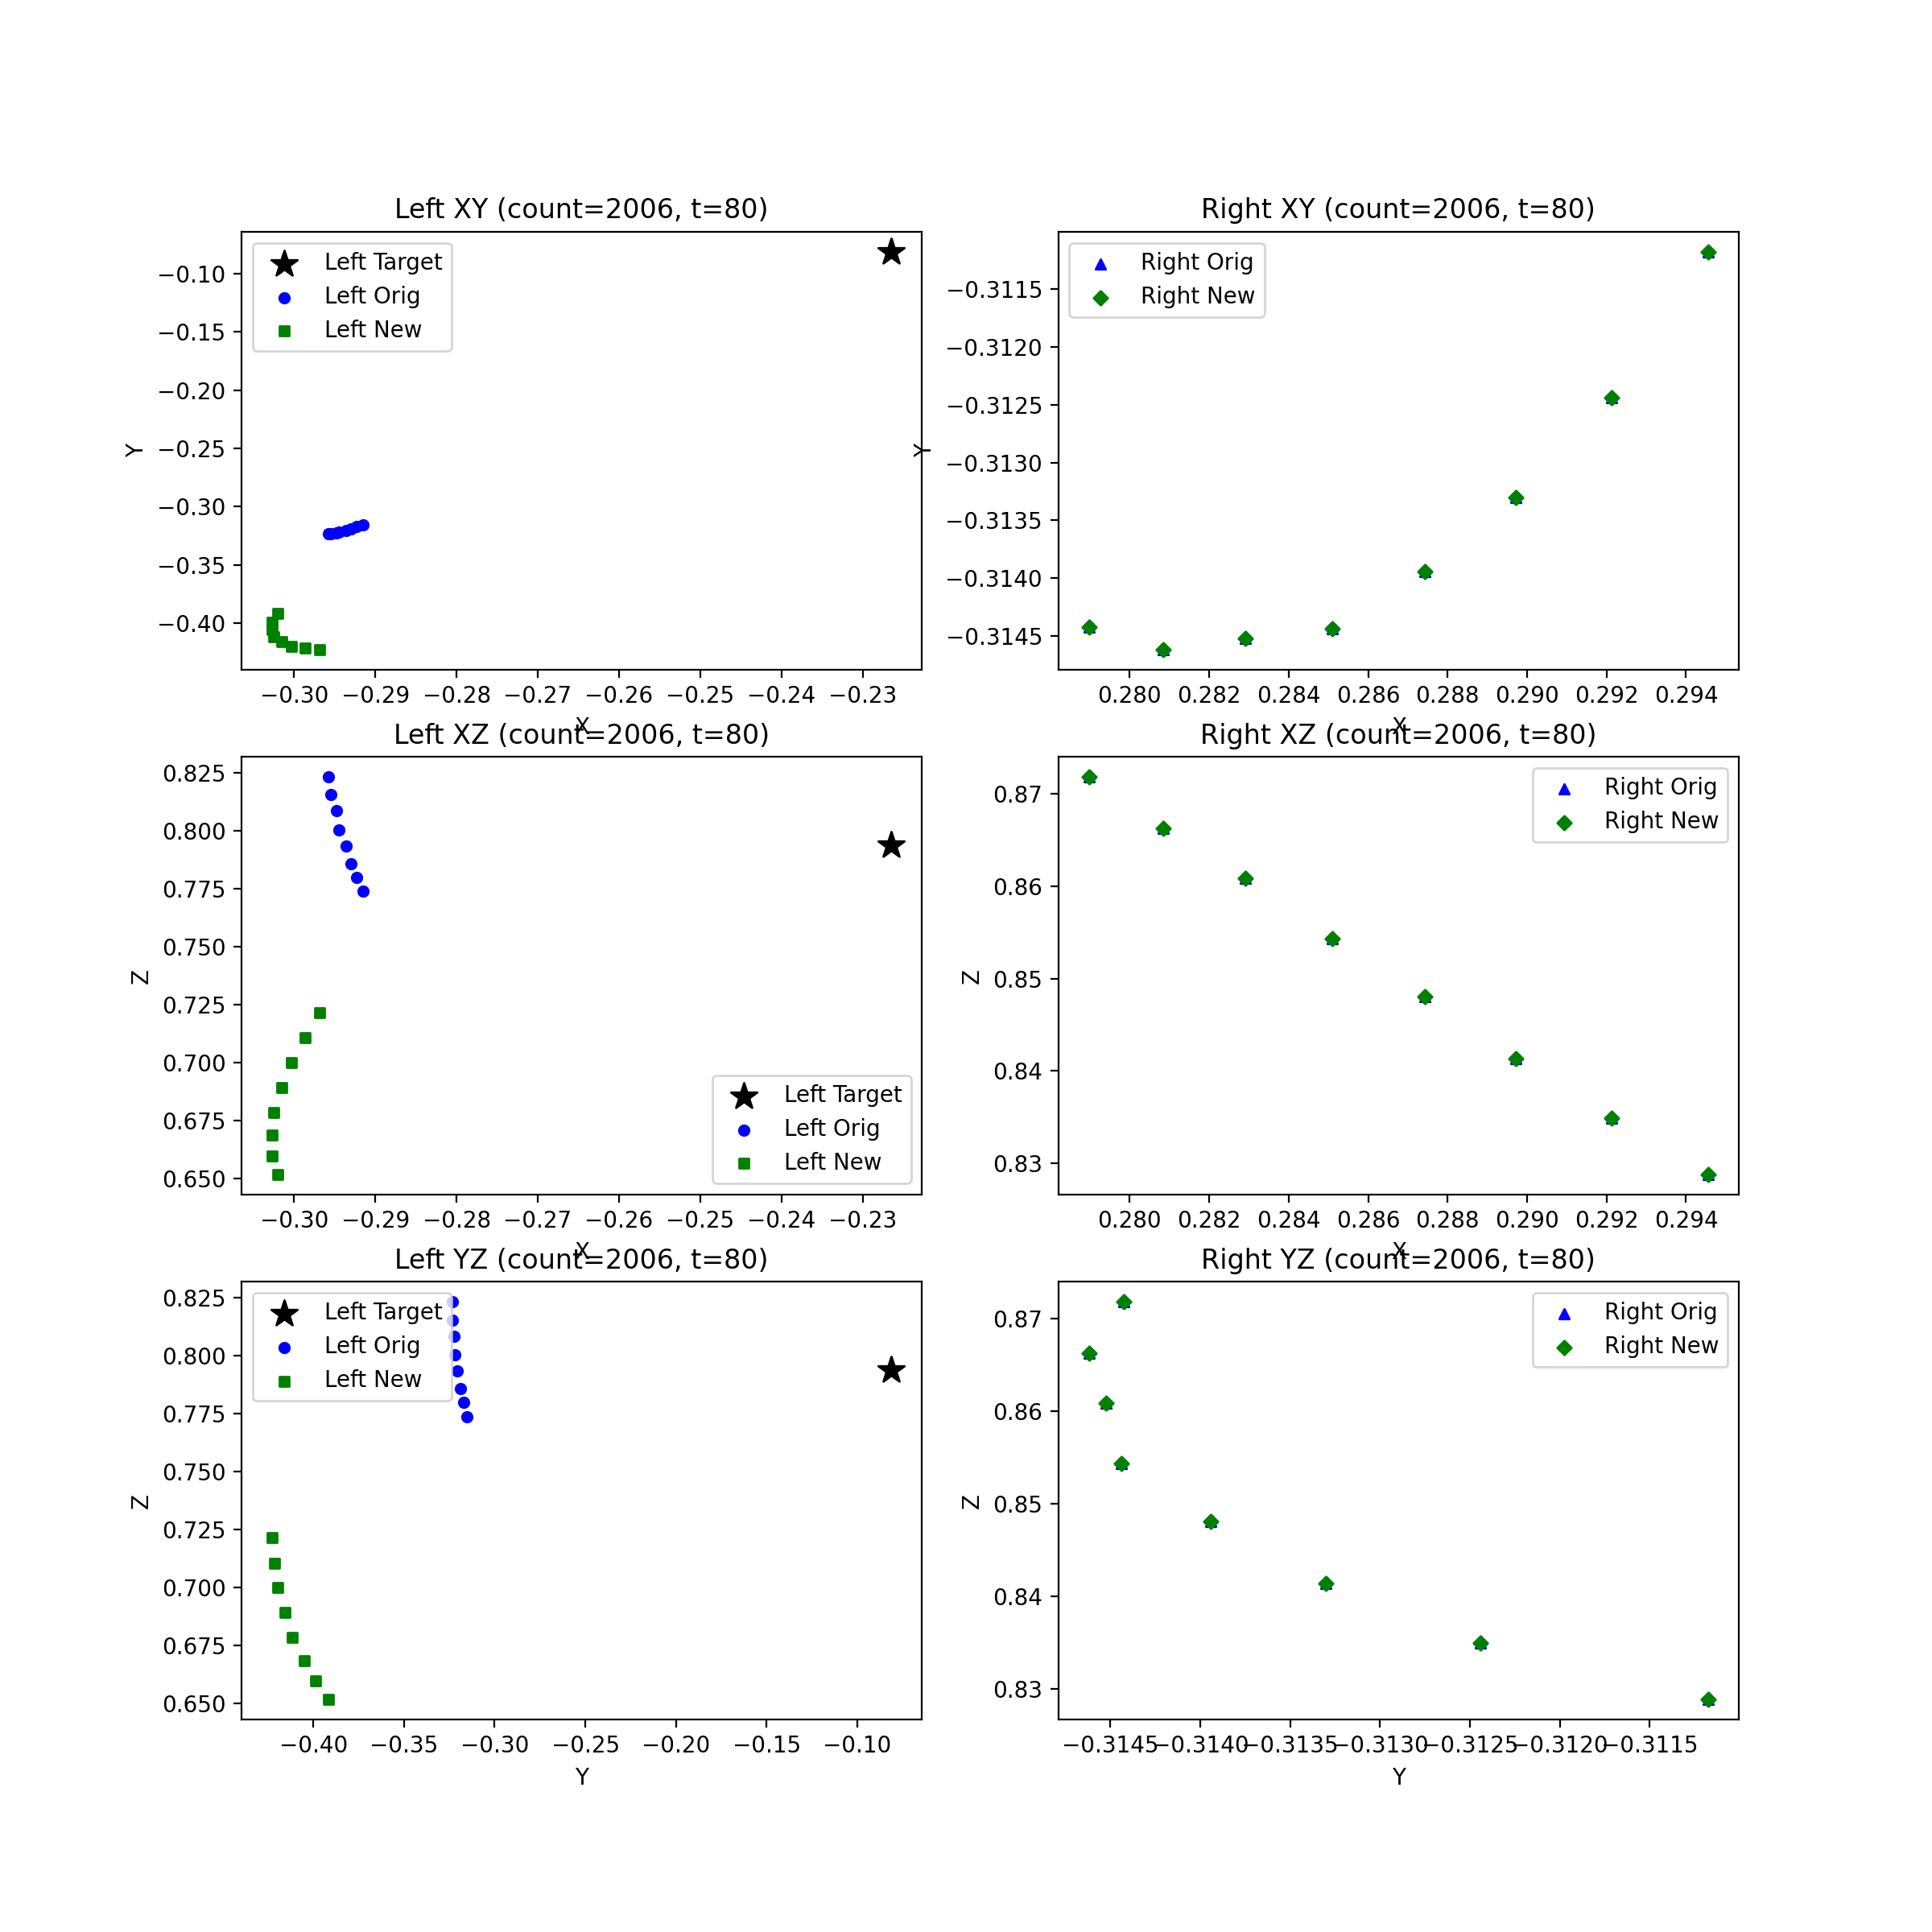 Left XY (count=2006, t=80)
Left Target
Left Orig
Left New
−0.10
−0.15
−0.20
−0.25
−0.30
−0.35
−0.40
Y
−0.30 −0.29 −0.28 −0.27 −0.26 −0.25 −0.24 −0.23
X
Right XY (count=2006, t=80)
Right Orig
Right New
−0.3115
−0.3120
−0.3125
−0.3130
−0.3135
−0.3140
−0.3145
Y
0.280 0.282 0.284 0.286 0.288 0.290 0.292 0.294
X
Left XZ (count=2006, t=80)
0.825
0.800
0.775
0.750
0.725
0.700
0.675
0.650
Z
Left Target
Left Orig
Left New
−0.30 −0.29 −0.28 −0.27 −0.26 −0.25 −0.24 −0.23
X
Right XZ (count=2006, t=80)
Right Orig
Right New
0.87
0.86
0.85
0.84
0.83
Z
0.280 0.282 0.284 0.286 0.288 0.290 0.292 0.294
X
Left YZ (count=2006, t=80)
Left Target
Left Orig
Left New
0.825
0.800
0.775
0.750
0.725
0.700
0.675
0.650
Z
−0.40 −0.35 −0.30 −0.25 −0.20 −0.15 −0.10
Y
Right YZ (count=2006, t=80)
Right Orig
Right New
0.87
0.86
0.85
0.84
0.83
Z
−0.3145 −0.3140 −0.3135 −0.3130 −0.3125 −0.3120 −0.3115
Y